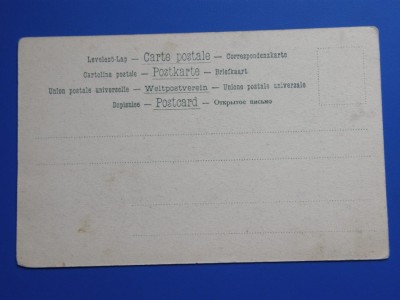 Levelező-Lap — Carte postale — Correspondenzkarte
Cartolina postale — Postkarte — Briefkaart
Union postale universelle — Weltpostverein — Unione postale universale
Dopisnice — Postcard — Открытое письмо